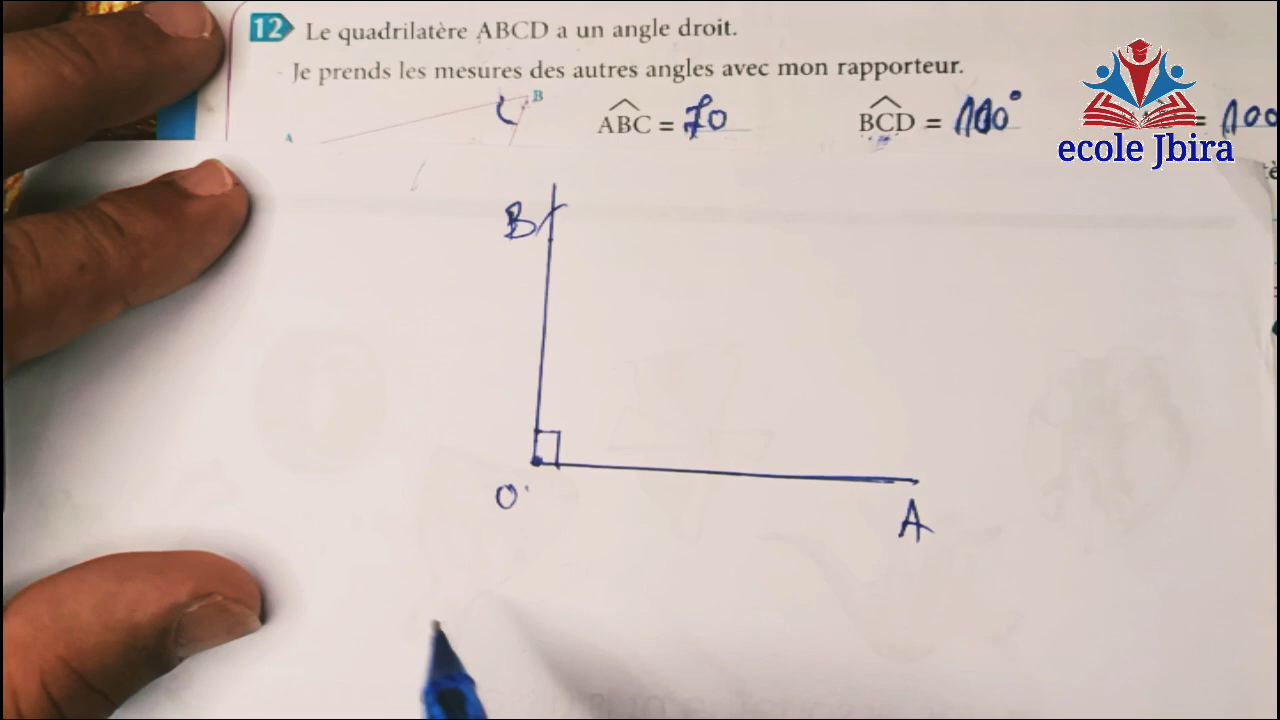 12 Le quadrilatère ABCD a un angle droit.
- Je prends les mesures des autres angles avec mon rapporteur.
B
A
ABC = 70
BCD = 100°
= 100
ecole Jbira
B
O
A